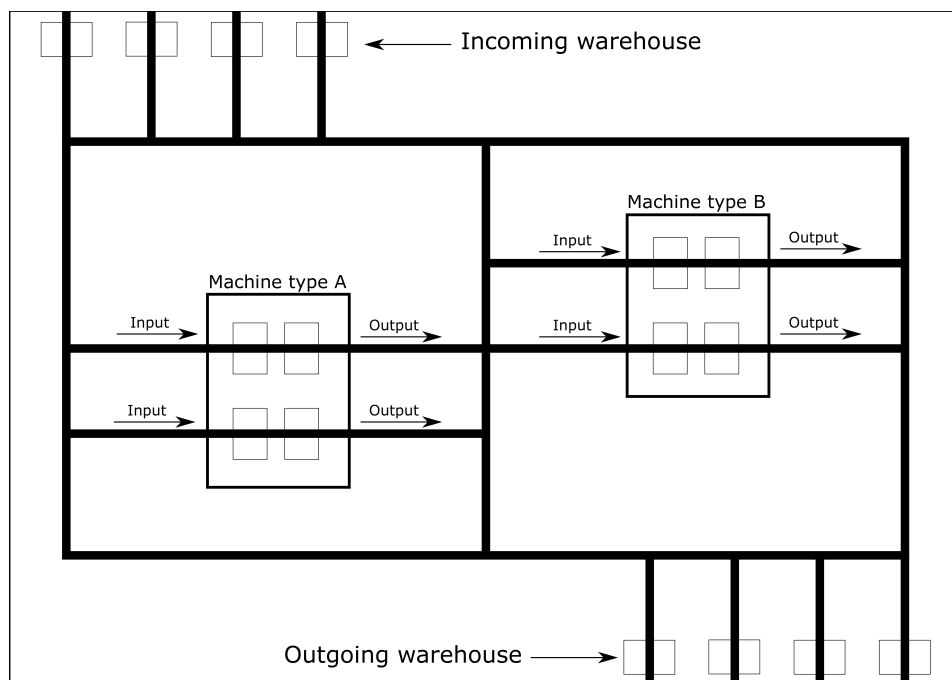 Incoming warehouse
Machine type B
Input
Output
Machine type A
Input
Output
Input
Output
Input
Output
Outgoing warehouse